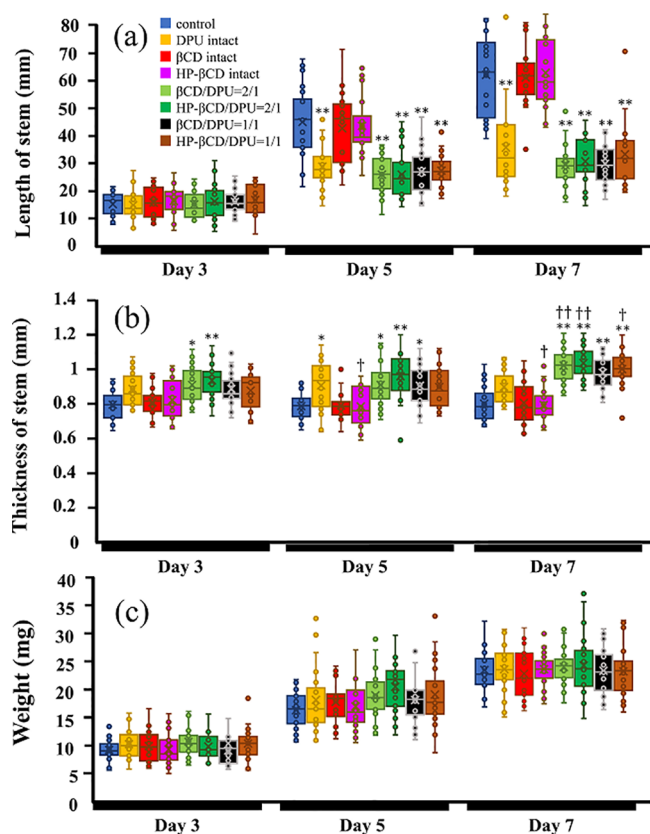 (a)
control
DPU intact
βCD intact
HP-βCD intact
βCD/DPU=2/1
HP-βCD/DPU=2/1
βCD/DPU=1/1
HP-βCD/DPU=1/1
Length of stem (mm)
80
70
60
50
40
30
20
10
0
** ** ** ** **
** ** ** ** **
Day 3 Day 5 Day 7
(b)
Thickness of stem (mm)
1.4
1.2
1
0.8
0.6
0.4
0.2
0
* ** *
* † * ** *
†† †† †
† ** ** ** **
Day 3 Day 5 Day 7
(c)
Weight (mg)
40
35
30
25
20
15
10
5
0
Day 3 Day 5 Day 7